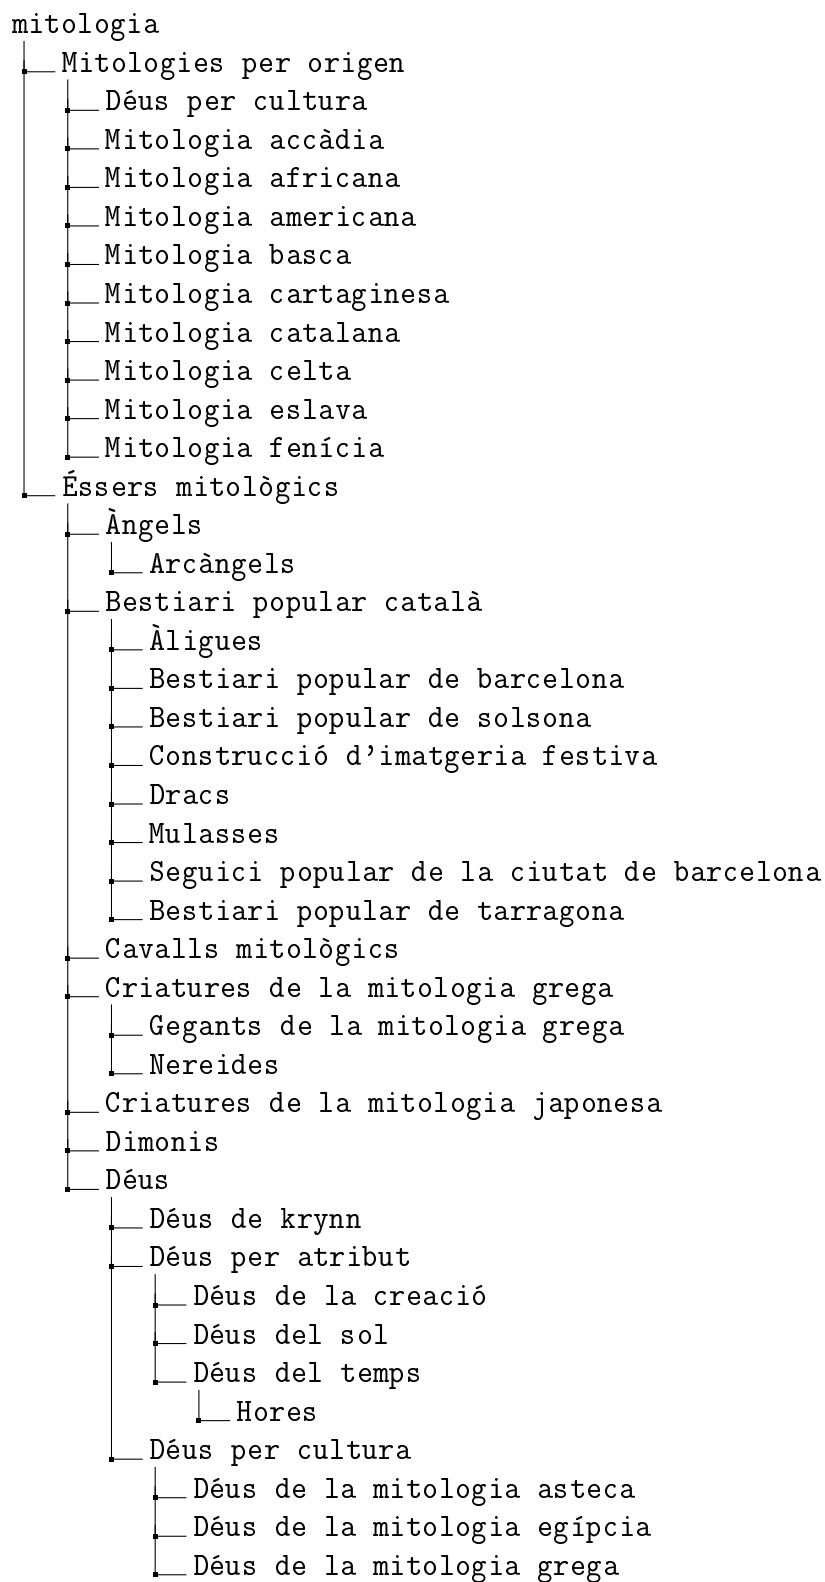 mitologia
Mitologies per origen
Déus per cultura
Mitologia accàdia
Mitologia africana
Mitologia americana
Mitologia basca
Mitologia cartaginesa
Mitologia catalana
Mitologia celta
Mitologia eslava
Mitologia fenícia
Éssers mitològics
Àngels
Arcàngels
Bestiari popular català
Àligues
Bestiari popular de barcelona
Bestiari popular de solsona
Construcció d'imatgeria festiva
Dracs
Mulasses
Seguici popular de la ciutat de barcelona
Bestiari popular de tarragona
Cavalls mitològics
Criatures de la mitologia grega
Gegants de la mitologia grega
Nereides
Criatures de la mitologia japonesa
Dimonis
Déus
Déus de krynn
Déus per atribut
Déus de la creació
Déus del sol
Déus del temps
Hores
Déus per cultura
Déus de la mitologia asteca
Déus de la mitologia egípcia
Déus de la mitologia grega